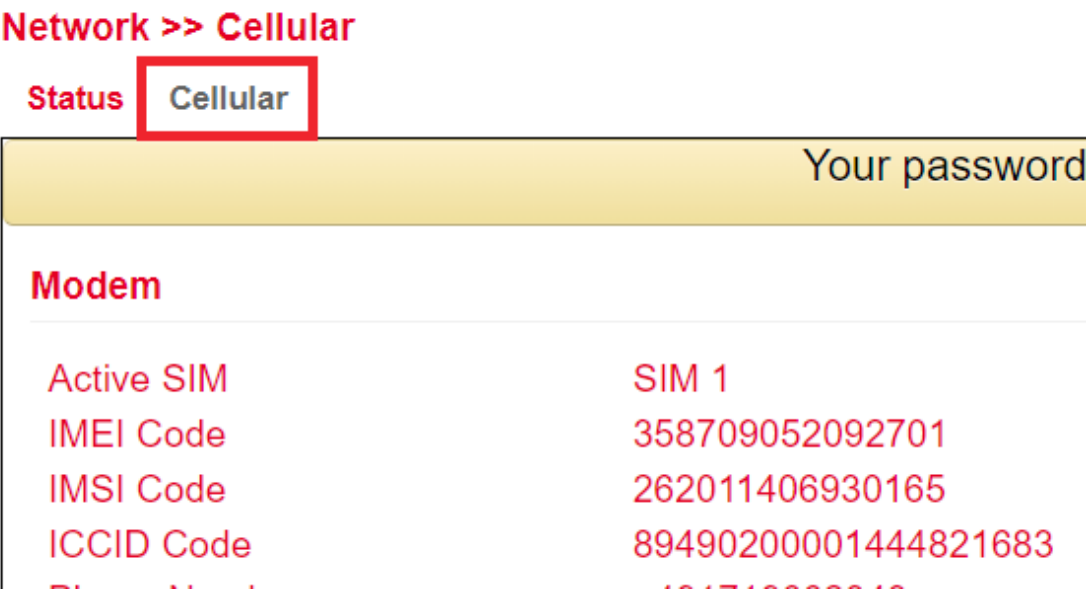 Network >> Cellular
Status Cellular
Your password
Modem
Active SIM SIM 1
IMEI Code 358709052092701
IMSI Code 262011406930165
ICCID Code 89490200001444821683